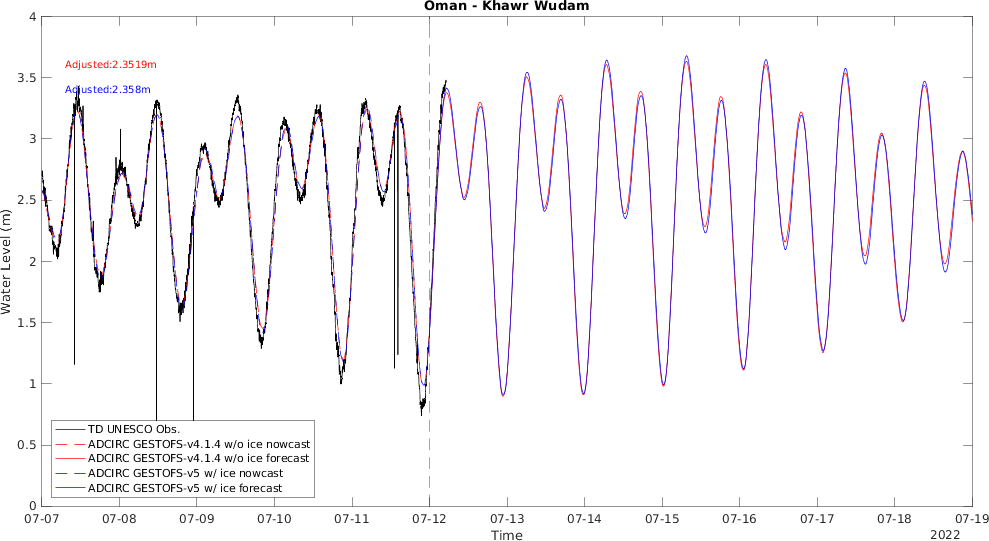 Oman - Khawr Wudam
4
3.5
3
2.5
2
1.5
1
0.5
0
Water Level (m)
Adjusted:2.3519m
Adjusted:2.358m
TD UNESCO Obs.
ADCIRC GESTOFS-v4.1.4 w/o ice nowcast
ADCIRC GESTOFS-v4.1.4 w/o ice forecast
ADCIRC GESTOFS-v5 w/ ice nowcast
ADCIRC GESTOFS-v5 w/ ice forecast
07-07 07-08 07-09 07-10 07-11 07-12 07-13 07-14 07-15 07-16 07-17 07-18 07-19
Time
2022